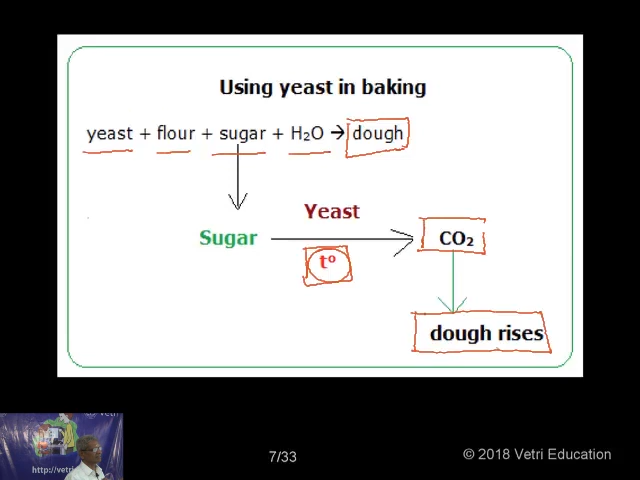 Using yeast in baking
yeast + flour + sugar + H₂O → dough
Yeast
Sugar
CO₂
t°
dough rises
http://vetri
7/33
© 2018 Vetri Education